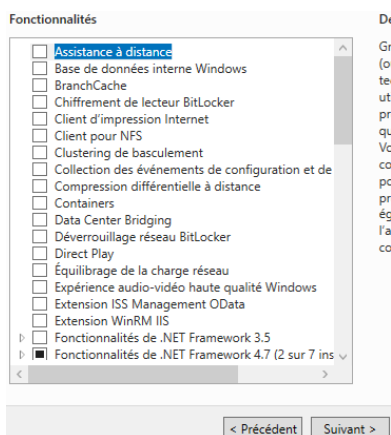 Fonctionnalités
Assistance à distance
Base de données interne Windows
BranchCache
Chiffrement de lecteur BitLocker
Client d'impression Internet
Client pour NFS
Clustering de basculement
Collection des événements de configuration et de
Compression différentielle à distance
Containers
Data Center Bridging
Déverrouillage réseau BitLocker
Direct Play
Équilibrage de la charge réseau
Expérience audio-vidéo haute qualité Windows
Extension ISS Management OData
Extension WinRM IIS
Fonctionnalités de .NET Framework 3.5
Fonctionnalités de .NET Framework 4.7 (2 sur 7 ins
< Précédent
Suivant >